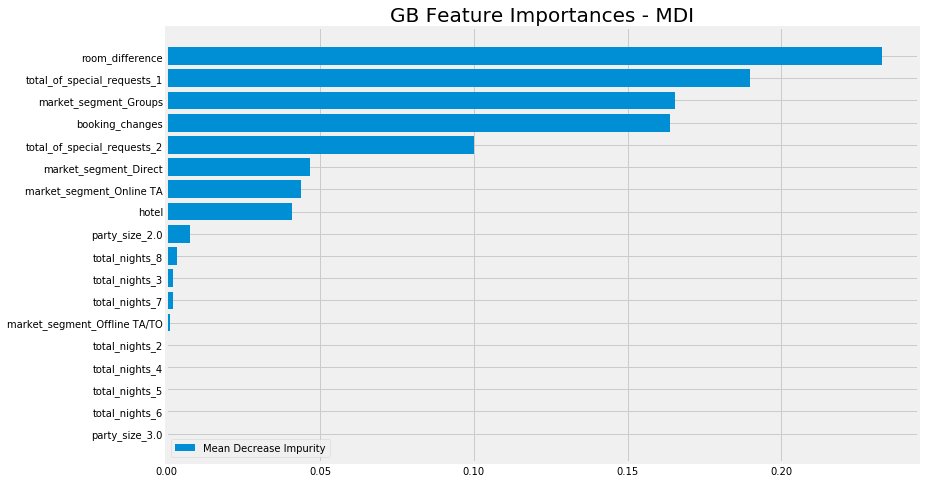 GB Feature Importances - MDI
room_difference
total_of_special_requests_1
market_segment_Groups
booking_changes
total_of_special_requests_2
market_segment_Direct
market_segment_Online TA
hotel
party_size_2.0
total_nights_8
total_nights_3
total_nights_7
market_segment_Offline TA/TO
total_nights_2
total_nights_4
total_nights_5
total_nights_6
party_size_3.0
Mean Decrease Impurity
0.00 0.05 0.10 0.15 0.20